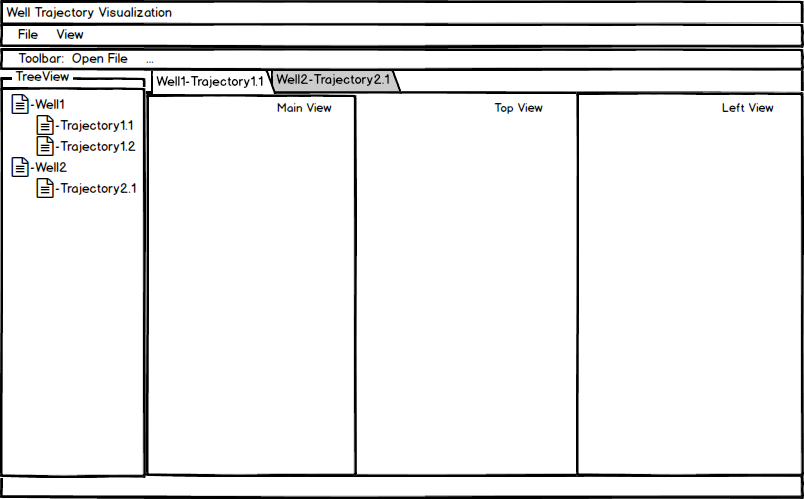 Well Trajectory Visualization
File View
Toolbar: Open File ...
TreeView
Well1-Trajectory1.1 Well2-Trajectory2.1
-Well1
-Trajectory1.1
-Trajectory1.2
-Well2
-Trajectory2.1
Main View Top View Left View